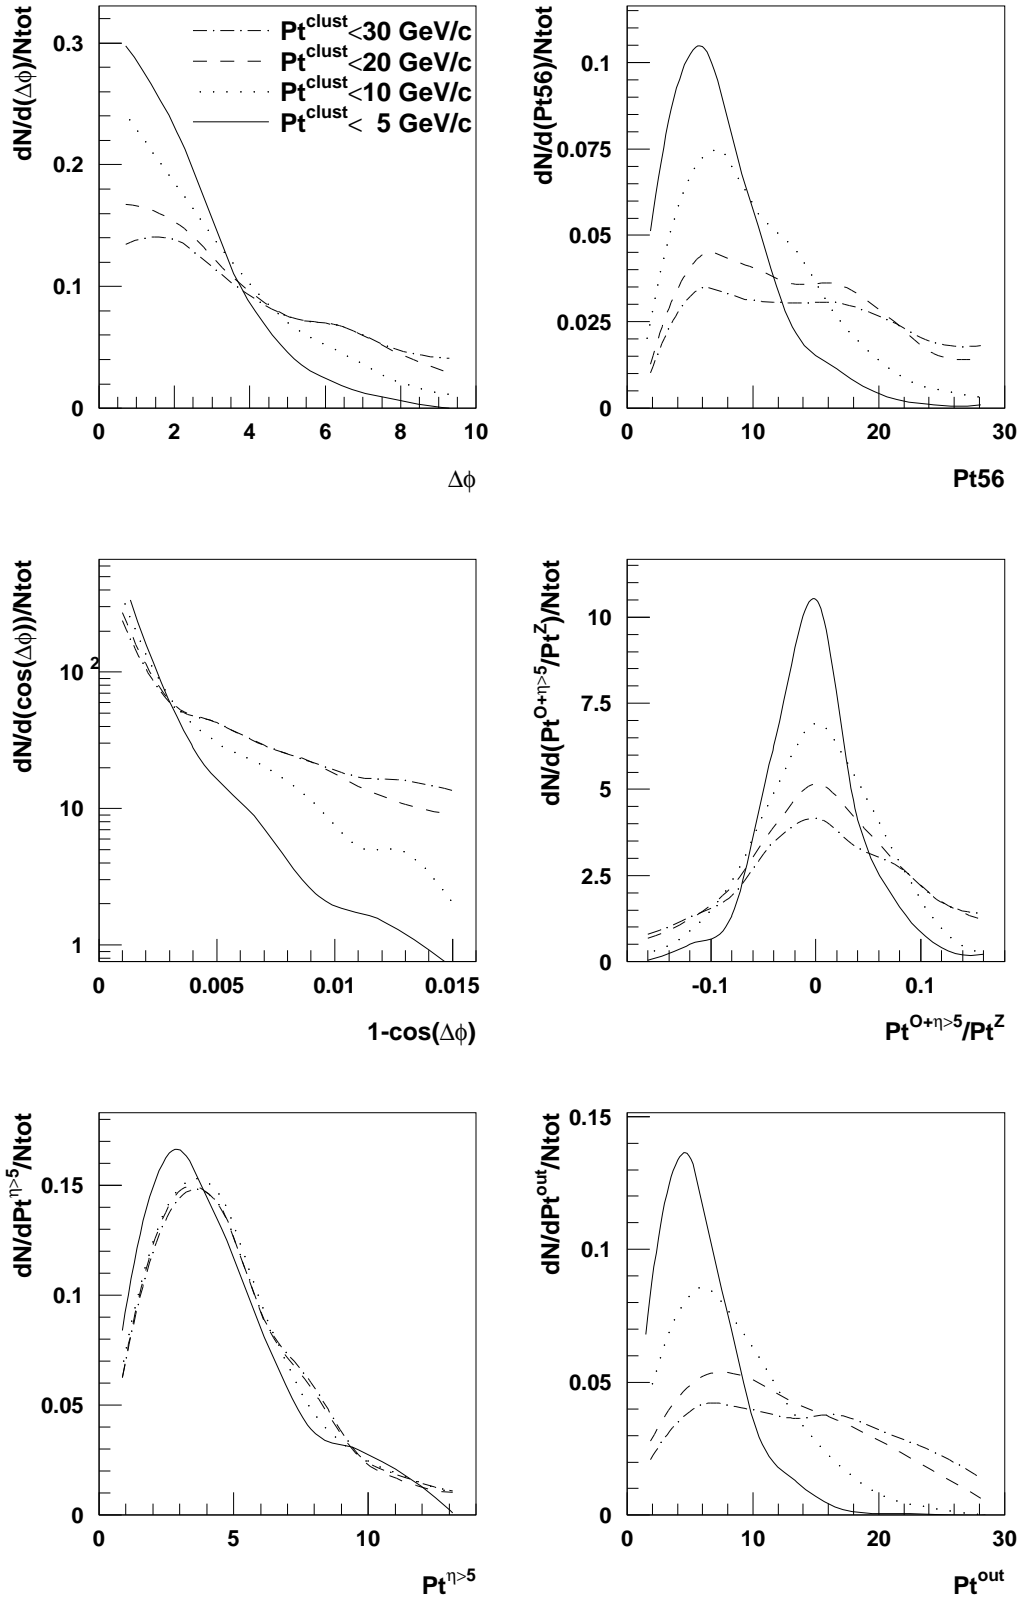 dN/d(Δϕ)/Ntot
Pt^clust <30 GeV/c
Pt^clust <20 GeV/c
Pt^clust <10 GeV/c
Pt^clust < 5 GeV/c
0.3
0.2
0.1
0
0 2 4 6 8 10
Δϕ
dN/d(Pt56)/Ntot
0.1
0.075
0.05
0.025
0
0 10 20 30
Pt56
dN/d(cos(Δϕ))/Ntot
10^2
10
1
0 0.005 0.01 0.015
1-cos(Δϕ)
dN/d(Pt^O+η>5/Pt^Z)/Ntot
10
7.5
5
2.5
0
-0.1 0 0.1
Pt^O+η>5/Pt^Z
dN/dPt^η>5/Ntot
0.15
0.1
0.05
0
0 5 10
Pt^η>5
dN/dPt^out/Ntot
0.15
0.1
0.05
0
0 10 20 30
Pt^out